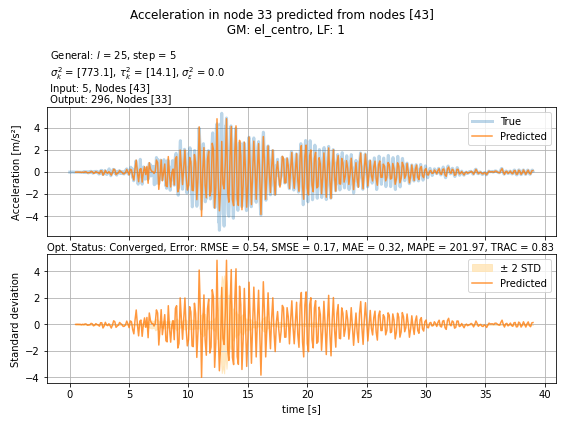 Acceleration in node 33 predicted from nodes [43]
GM: el_centro, LF: 1
General: l = 25, step = 5
σ²ₖ = [773.1], τ²ₖ = [14.1], σ²ε = 0.0
Input: 5, Nodes [43]
Output: 296, Nodes [33]
Acceleration [m/s²]
4
2
0
−2
−4
True
Predicted
Opt. Status: Converged, Error: RMSE = 0.54, SMSE = 0.17, MAE = 0.32, MAPE = 201.97, TRAC = 0.83
Standard deviation
4
2
0
−2
−4
± 2 STD
Predicted
0 5 10 15 20 25 30 35 40
time [s]